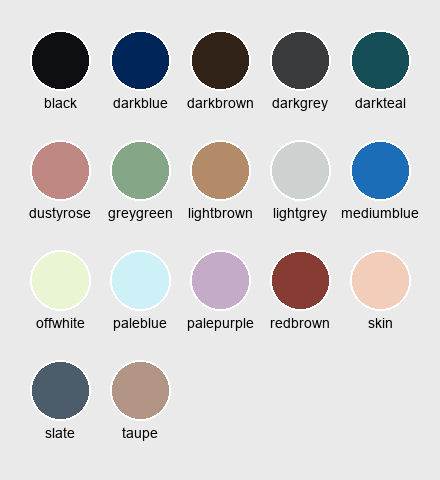 black darkblue darkbrown darkgrey darkteal
dustyrose greygreen lightbrown lightgrey mediumblue
offwhite paleblue palepurple redbrown skin
slate taupe